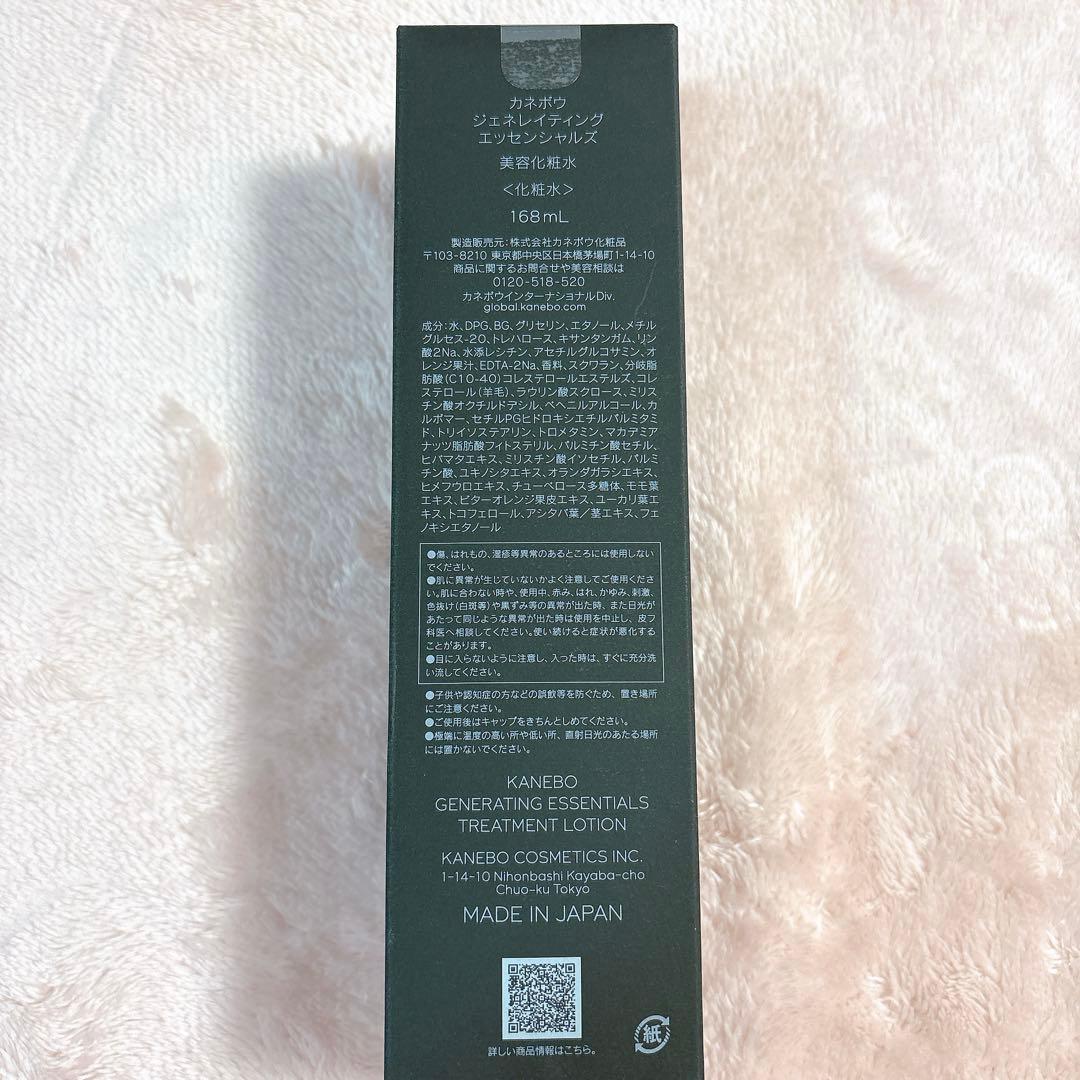 カネボウ
ジェネレイティング
エッセンシャルズ
美容化粧水
<化粧水>
168mL
製造販売元:株式会社カネボウ化粧品
〒103-8210 東京都中央区日本橋茅場町1-14-10
商品に関するお問合せや美容相談は
0120-518-520
カネボウインターナショナルDiv.
global.kanebo.com
成分:水、DPG、BG、グリセリン、エタノール、メチル
グルセス-20、トレハロース、キサンタンガム、リン
酸2Na、水添レシチン、アセチルグルコサミン、オ
レンジ果汁、EDTA-2Na、香料、スクワラン、分岐脂
肪酸(C10-40)コレステロールエステルズ、コレ
ステロール(羊毛)、ラウリン酸スクロース、ミリス
チン酸オクチルドデシル、ベヘニルアルコール、カ
ルボマー、セチルPGヒドロキシエチルパルミタミ
ド、トリイソステアリン、トロメタミン、マカデミア
ナッツ脂肪酸フィトステリル、パルミチン酸セチル、
ヒバマタエキス、ミリスチン酸イソセチル、パルミ
チン酸、ユキノシタエキス、オランダガラシエキス、
ヒメフウロエキス、チューベロース多糖体、モモ葉
エキス、ビターオレンジ果皮エキス、ユーカリ葉エ
キス、トコフェロール、アシタバ葉/茎エキス、フェ
ノキシエタノール
●傷、はれもの、湿疹等異常のあるところには使用しない
でください。
●肌に異常が生じていないかよく注意してご使用くださ
い。肌に合わない時や、使用中、赤み、はれ、かゆみ、刺激、
色抜け(白斑等)や黒ずみ等の異常が出た時、また日光が
あたって同じような異常が出た時は使用を中止し、皮フ
科医へ相談してください。使い続けると症状が悪化する
ことがあります。
●目に入らないように注意し、入った時は、すぐに充分洗
い流してください。
●子供や認知症の方などの誤飲等を防ぐため、置き場所
にご注意ください。
●ご使用後はキャップをきちんとしめてください。
●極端に温度の高い所や低い所、直射日光のあたる場所
には置かないでください。
KANEBO
GENERATING ESSENTIALS
TREATMENT LOTION
KANEBO COSMETICS INC.
1-14-10 Nihonbashi Kayaba-cho
Chuo-ku Tokyo
MADE IN JAPAN
紙
詳しい商品情報はこちら。